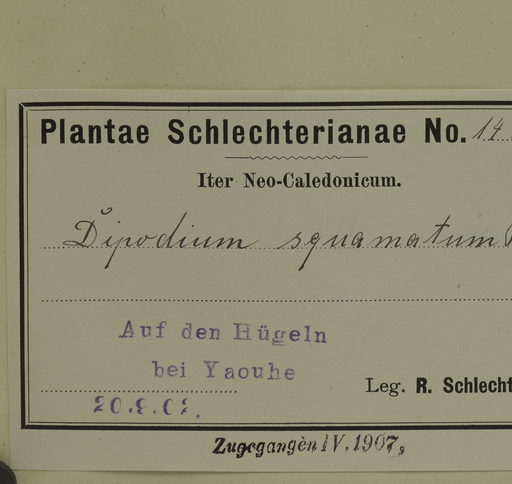 Plantae Schlechterianae No. 14
Iter Neo-Caledonicum.
Dipodium squamatum
Auf den Hügeln
bei Yaouhe
Leg. R. Schlecht
20.9.02.
Zugegangen IV. 1907,